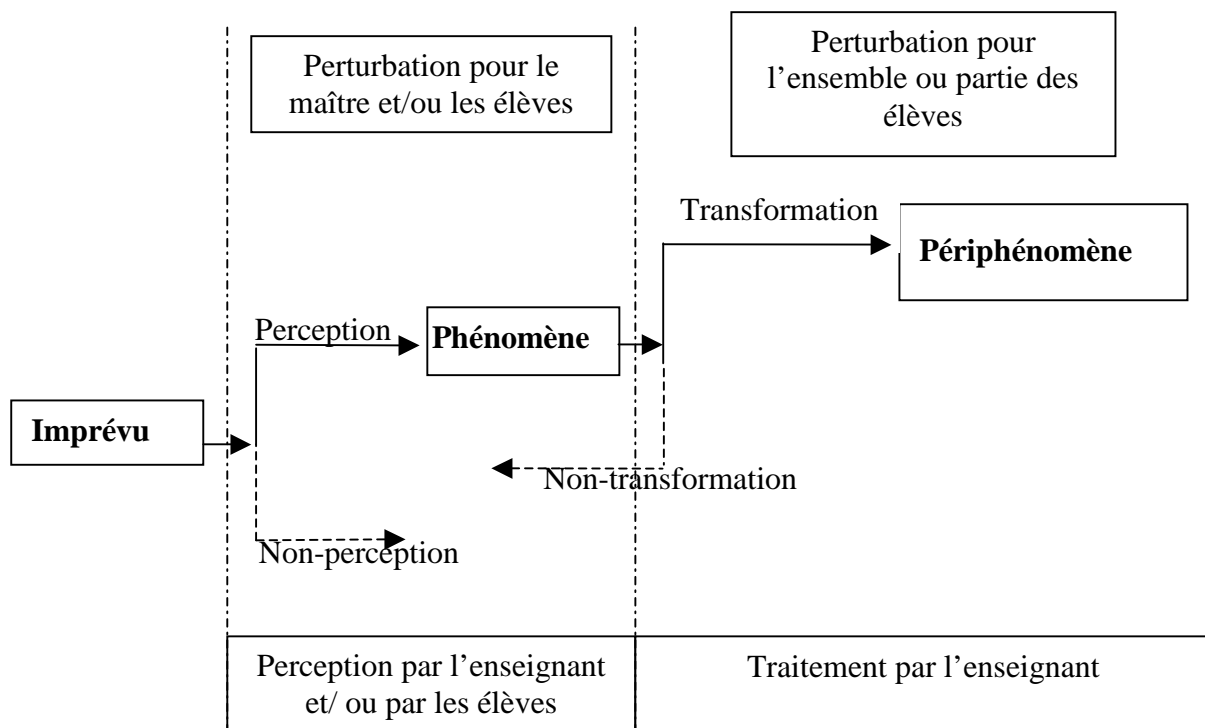 Perturbation pour le
maître et/ou les élèves
Perturbation pour
l’ensemble ou partie des
élèves
Transformation
Périphénomène
Perception
Phénomène
Imprévu
Non-transformation
Non-perception
Perception par l’enseignant
et/ ou par les élèves
Traitement par l’enseignant